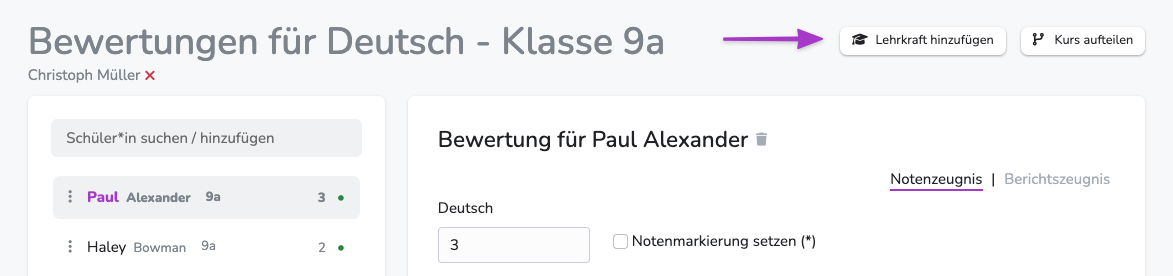 Bewertungen für Deutsch - Klasse 9a
Lehrkraft hinzufügen
Kurs aufteilen
Christoph Müller
Schüler*in suchen / hinzufügen
Paul Alexander 9a 3
Haley Bowman 9a 2
Bewertung für Paul Alexander
Notenzeugnis | Berichtszeugnis
Deutsch
3
Notenmarkierung setzen (*)